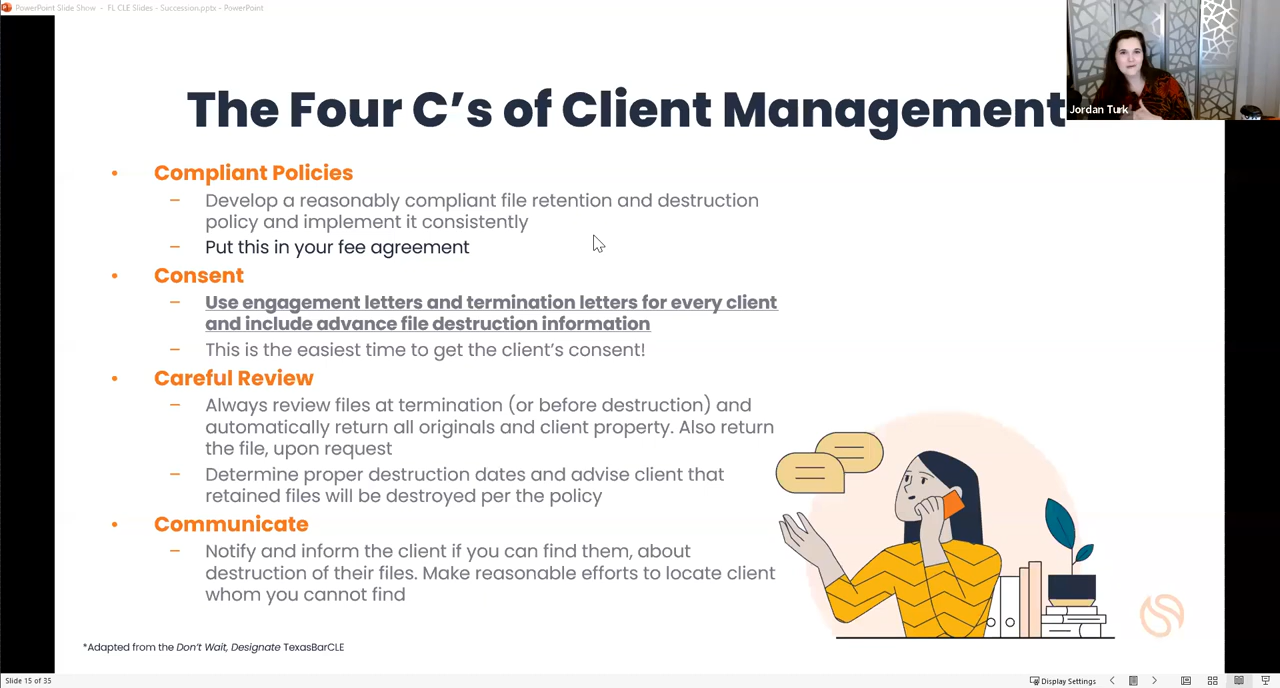 PowerPoint Slide Show - FL CLE Slides - Succession.pptx - PowerPoint
The Four C's of Client Management
Jordan Turk
• Compliant Policies
– Develop a reasonably compliant file retention and destruction
policy and implement it consistently
– Put this in your fee agreement
• Consent
– Use engagement letters and termination letters for every client
and include advance file destruction information
– This is the easiest time to get the client's consent!
• Careful Review
– Always review files at termination (or before destruction) and
automatically return all originals and client property. Also return
the file, upon request
– Determine proper destruction dates and advise client that
retained files will be destroyed per the policy
• Communicate
– Notify and inform the client if you can find them, about
destruction of their files. Make reasonable efforts to locate client
whom you cannot find
*Adapted from the Don't Wait, Designate TexasBarCLE
Slide 15 of 35
Display Settings